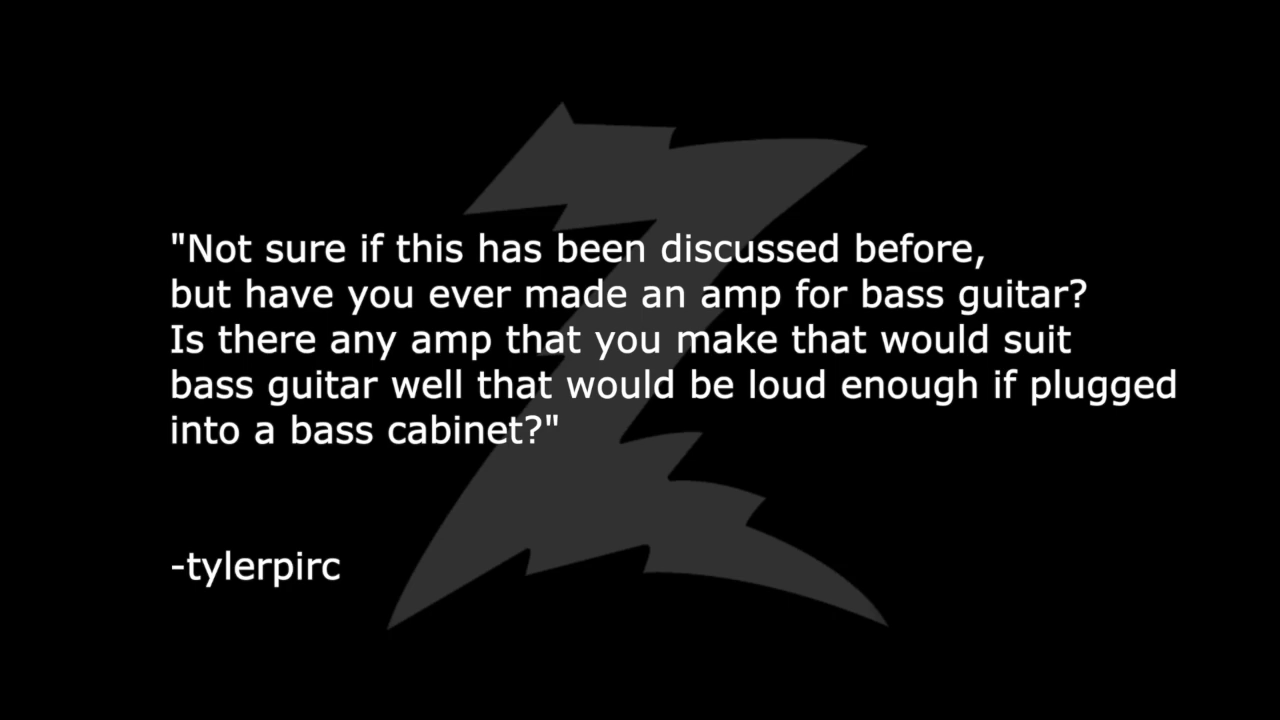 "Not sure if this has been discussed before,
but have you ever made an amp for bass guitar?
Is there any amp that you make that would suit
bass guitar well that would be loud enough if plugged
into a bass cabinet?"
-tylerpirc